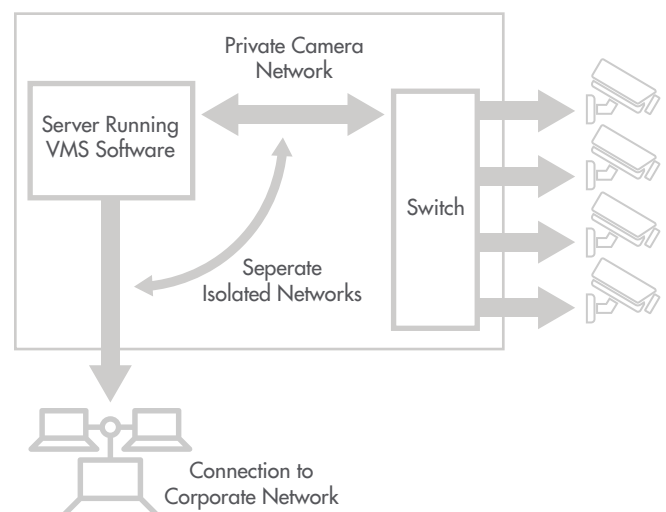 Private Camera
Network
Server Running
VMS Software
Switch
Seperate
Isolated Networks
Connection to
Corporate Network